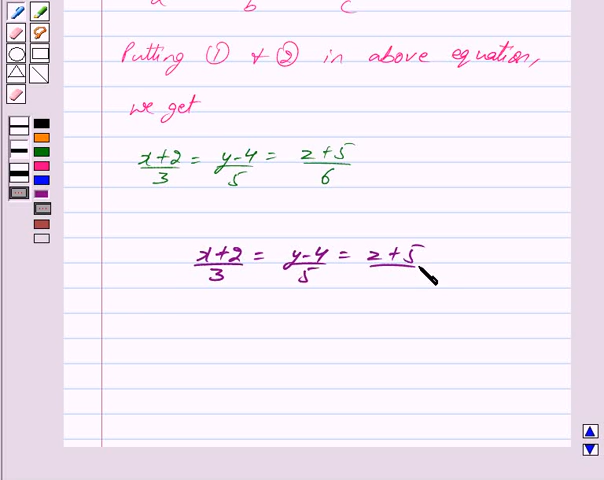 a b c
Putting ① & ② in above equation,
we get
x+2/3 = y-4/5 = z+5/6
x+2/3 = y-4/5 = z+5